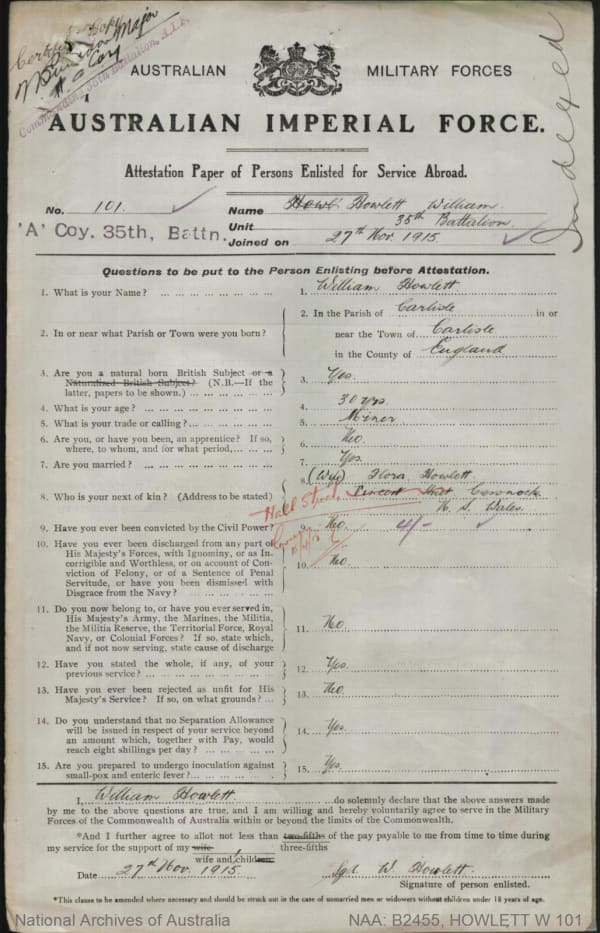 Certified Copy
Major
'A' Coy
Commanding 35th Battalion, A.I.F.
Indexed
AUSTRALIAN MILITARY FORCES
AUSTRALIAN IMPERIAL FORCE.
Attestation Paper of Persons Enlisted for Service Abroad.
No. 101. Name Howt Howlett William.
'A' Coy. 35th, Battn. Unit 35th Battalion
Joined on 27th Nov. 1915
Questions to be put to the Person Enlisting before Attestation.
1. What is your Name? ... 1. William Howlett
2. In or near what Parish or Town were you born? 2. In the Parish of Carlisle in or
near the Town of Carlisle
in the County of England
3. Are you a natural born British Subject or a
Naturalized British Subject? (N.B.—If the
latter, papers to be shown.) ... 3. Yes.
4. What is your age? ... 4. 30 yrs.
5. What is your trade or calling? ... 5. Miner
6. Are you, or have you been, an apprentice? If so,
where, to whom, and for what period, ... 6. No.
7. Are you married? ... 7. Yes.
8. Who is your next of kin? (Address to be stated) 8. (Wife) Flora Howlett.
Hall Street Vincent Street Cessnock
N. S. Wales.
9. Have you ever been convicted by the Civil Power? 9. No. 4/-
10. Have you ever been discharged from any part of
His Majesty's Forces, with Ignominy, or as In-
corrigible and Worthless, or on account of Con-
viction of Felony, or of a Sentence of Penal
Servitude, or have you been dismissed with
Disgrace from the Navy? ... 10. No.
11. Do you now belong to, or have you ever served in,
His Majesty's Army, the Marines, the Militia,
the Militia Reserve, the Territorial Force, Royal
Navy, or Colonial Forces? If so, state which,
and if not now serving, state cause of discharge 11. No.
12. Have you stated the whole, if any, of your
previous service? ... 12. Yes.
13. Have you ever been rejected as unfit for His
Majesty's Service? If so, on what grounds? ... 13. No.
14. Do you understand that no Separation Allowance
will be issued in respect of your service beyond
an amount which, together with Pay, would
reach eight shillings per day? ... 14. Yes.
15. Are you prepared to undergo inoculation against
small-pox and enteric fever? ... 15. Yes.
I, William Howlett do solemnly declare that the above answers made
by me to the above questions are true, and I am willing and hereby voluntarily agree to serve in the Military
Forces of the Commonwealth of Australia within or beyond the limits of the Commonwealth.
*And I further agree to allot not less than two-fifths of the pay payable to me from time to time during
my service for the support of my wife three-fifths
wife and children.
Date 27th Nov. 1915. Sgd. W. Howlett.
Signature of person enlisted.
*This clause to be amended where necessary and should be struck out in the case of unmarried men or widowers without children under 18 years of age.
National Archives of Australia NAA: B2455, HOWLETT W 101